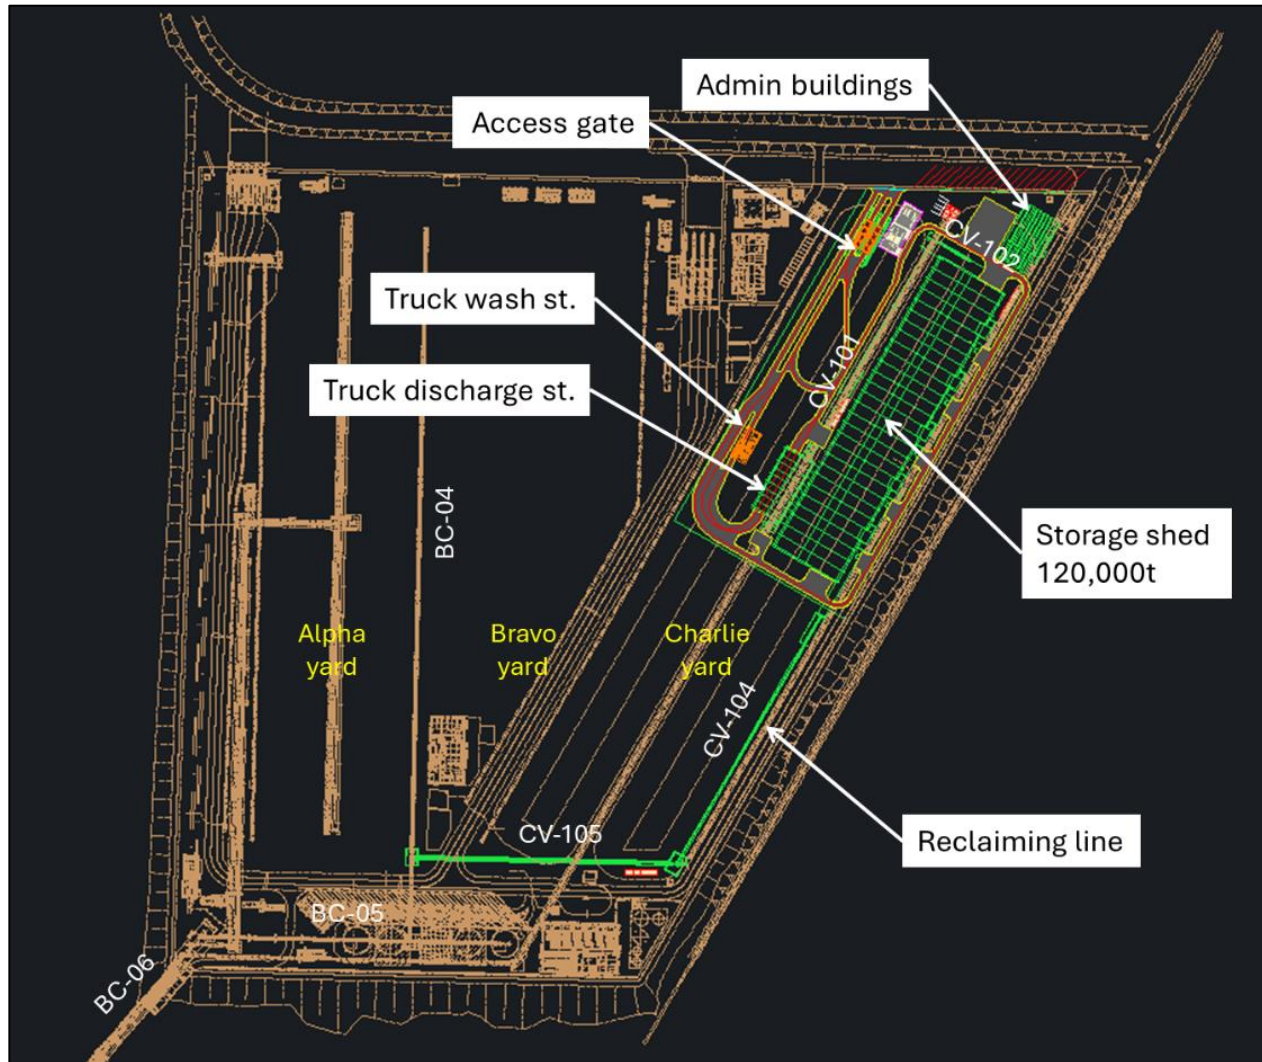 Admin buildings
Access gate
CV-102
Truck wash st.
CV-101
Truck discharge st.
BC-04
Storage shed
120,000t
Alpha
yard
Bravo
yard
Charlie
yard
CV-104
CV-105
Reclaiming line
BC-05
BC-06